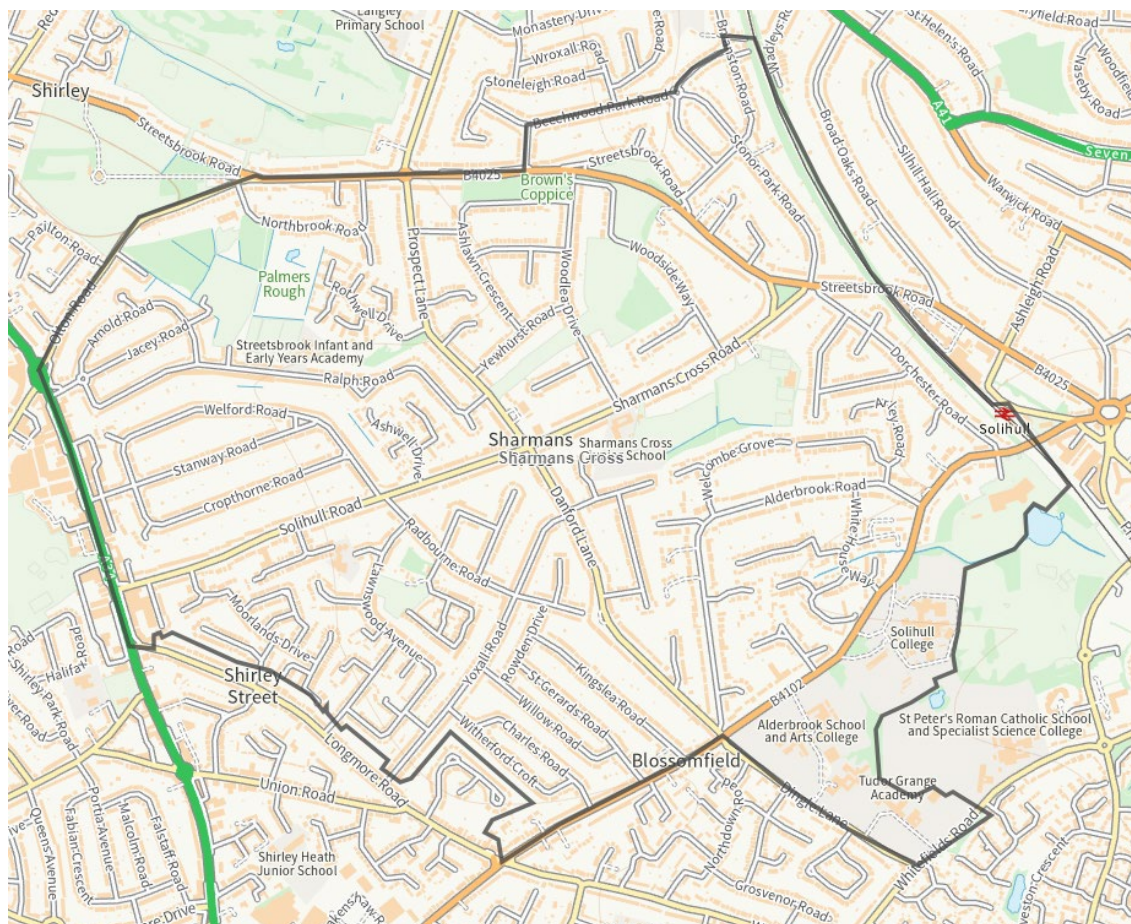 Langley
Primary School
Monastery Drive
Wroxall Road
Stoneleigh Road
Beechwood Park Road
St Helen's Road
Woodfield
Naseby Road
A41
Seven
Warwick Road
Silhill Hall Road
Broad Oaks Road
Ashleigh Road
Shirley
Streetsbrook Road
B4025
Brown's
Coppice
Streetsbrook Road
Stonor Park Road
Northbrook Road
Pailton Road
Olton Road
Palmers
Rough
Prospect Lane
Ashlawn Crescent
Woodlea Drive
Woodside Way
Streetsbrook Road
Rothwell Drive
Arnold Road
Jacey Road
Streetsbrook Infant and
Early Years Academy
Yewhurst Road
Ralph Road
Sharmans Cross Road
Dorchester Road
B4025
Solihull
Welford Road
Ashwell Drive
Stanway Road
Cropthorne Road
Sharmans
Sharmans Cross
Sharmans Cross
School
Welcombe Grove
Alderbrook Road
White House Way
Solihull Road
Danford Lane
Radbourne Road
A34
Lawnswood Avenue
Moorlands Drive
Yoxall Road
Rowden Drive
Solihull
College
Shirley Park Road
Road
Shirley
Street
Kingslea Road
St Gerards Road
Willow Road
Charles Road
Witherford Croft
B4102
Alderbrook School
and Arts College
St Peter's Roman Catholic School
and Specialist Science College
Blossomfield
Longmore Road
Union Road
Tudor Grange
Academy
Dingle Lane
Whitefields Road
Queens Avenue
Portia Avenue
Fabian Crescent
Malcolm Road
Falstaff Road
Shirley Heath
Junior School
Grosvenor Road